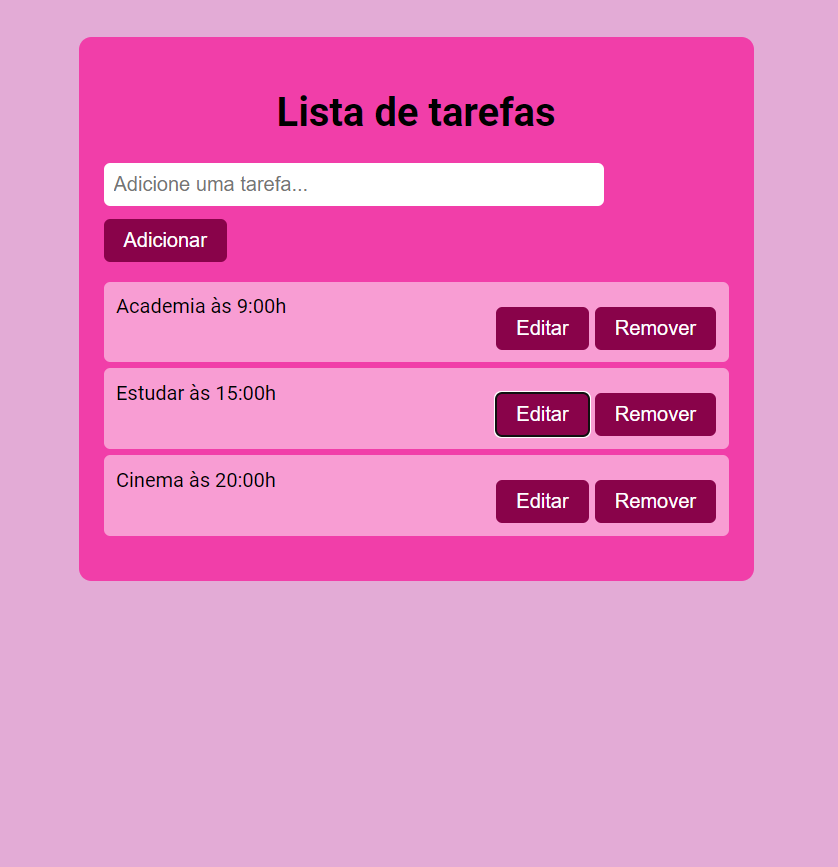 Lista de tarefas
Adicione uma tarefa...
Adicionar
Academia às 9:00h
Editar Remover
Estudar às 15:00h
Editar Remover
Cinema às 20:00h
Editar Remover